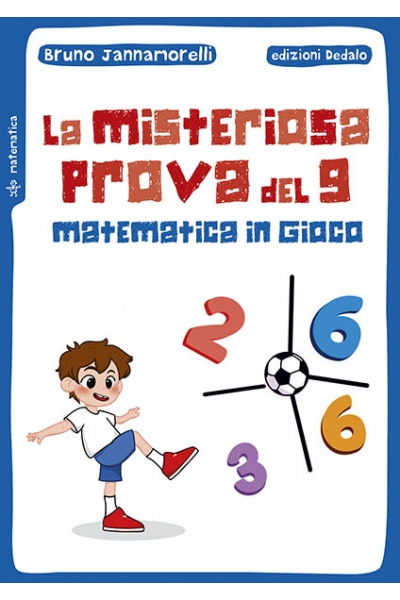 Bruno Jannamorelli
edizioni Dedalo
matematica
La misteriosa
prova del 9
matematica in gioco
2
6
3
6